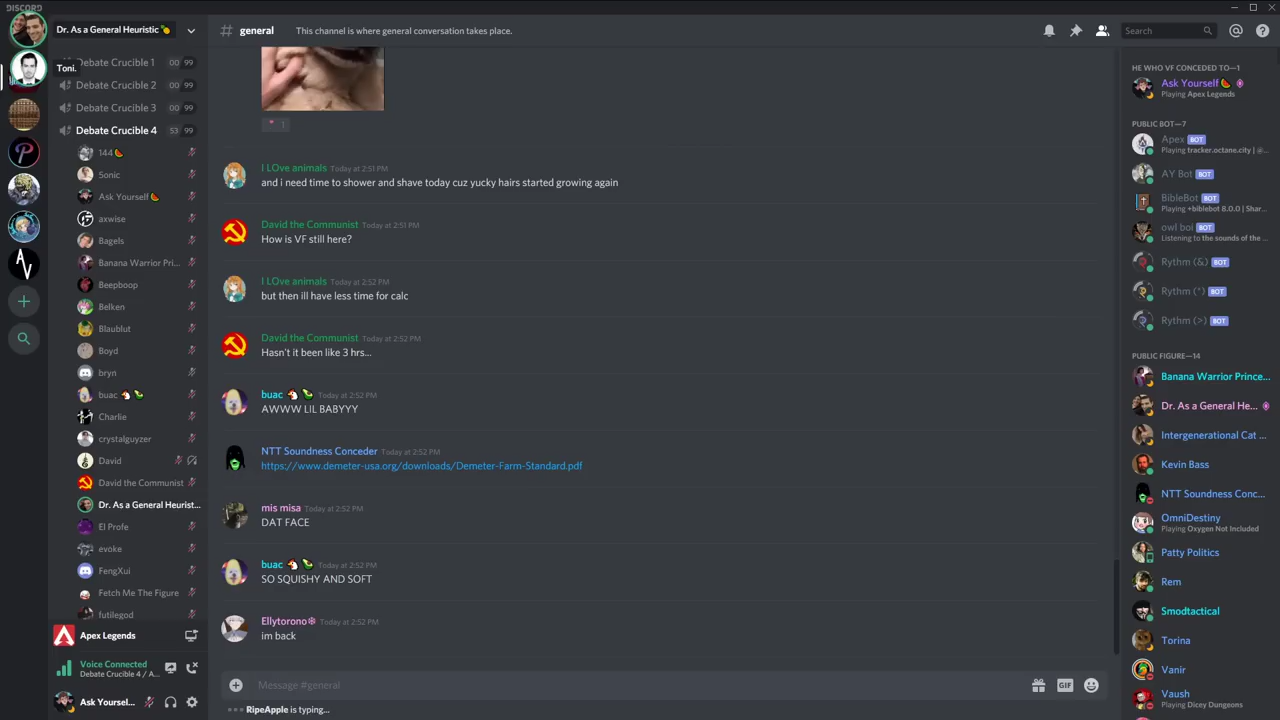 DISCORD
Dr. As a General Heuristic
Toni.
Debate Crucible 1 00 99
Debate Crucible 2 00 99
Debate Crucible 3 00 99
Debate Crucible 4 53 99
144
Sonic
Ask Yourself
axwise
Bagels
Banana Warrior Pri...
Beepboop
Belken
Blaublut
Boyd
bryn
buac
Charlie
crystalguyzer
David
David the Communist
Dr. As a General Heurist...
El Profe
evoke
FengXui
Fetch Me The Figure
futilegod
Apex Legends
Voice Connected
Debate Crucible 4 / A...
Ask Yoursel...
# general This channel is where general conversation takes place.
Search
1
I LOve animals Today at 2:51 PM
and i need time to shower and shave today cuz yucky hairs started growing again
David the Communist Today at 2:51 PM
How is VF still here?
I LOve animals Today at 2:52 PM
but then ill have less time for calc
David the Communist Today at 2:52 PM
Hasn't it been like 3 hrs...
buac Today at 2:52 PM
AWWW LIL BABYYY
NTT Soundness Conceder Today at 2:52 PM
https://www.demeter-usa.org/downloads/Demeter-Farm-Standard.pdf
mis misa Today at 2:52 PM
DAT FACE
buac Today at 2:52 PM
SO SQUISHY AND SOFT
Ellytorono❄ Today at 2:52 PM
im back
Message #general
GIF
RipeApple is typing...
HE WHO VF CONCEDED TO—1
Ask Yourself
Playing Apex Legends
PUBLIC BOT—7
Apex BOT
Playing tracker.octane.city | @...
AY Bot BOT
BibleBot BOT
Playing +biblebot 8.0.0 | Shar...
owl boi BOT
Listening to the sounds of the ...
Rythm (&) BOT
Rythm (*) BOT
Rythm (>) BOT
PUBLIC FIGURE—14
Banana Warrior Prince...
Dr. As a General He...
Intergenerational Cat ...
Kevin Bass
NTT Soundness Conc...
OmniDestiny
Playing Oxygen Not Included
Patty Politics
Rem
Smodtactical
Torina
Vanir
Vaush
Playing Dicey Dungeons